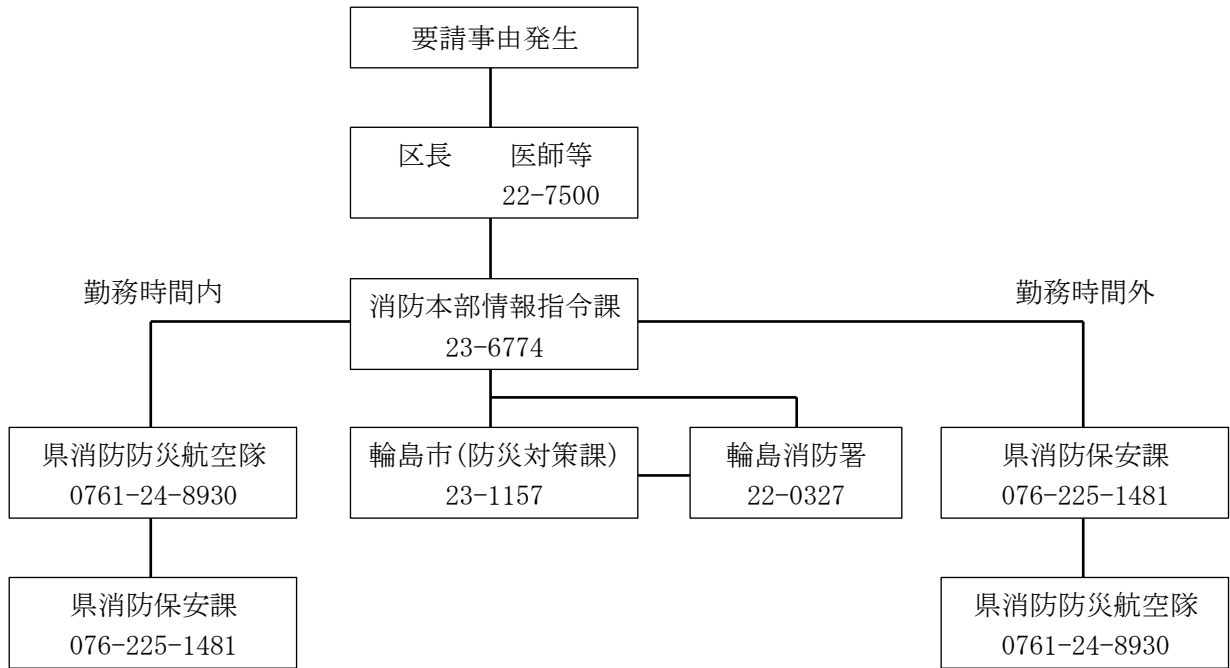 要請事由発生
区長 医師等
22-7500
勤務時間内
消防本部情報指令課
23-6774
勤務時間外
県消防防災航空隊
0761-24-8930
輪島市(防災対策課)
23-1157
輪島消防署
22-0327
県消防保安課
076-225-1481
県消防保安課
076-225-1481
県消防防災航空隊
0761-24-8930